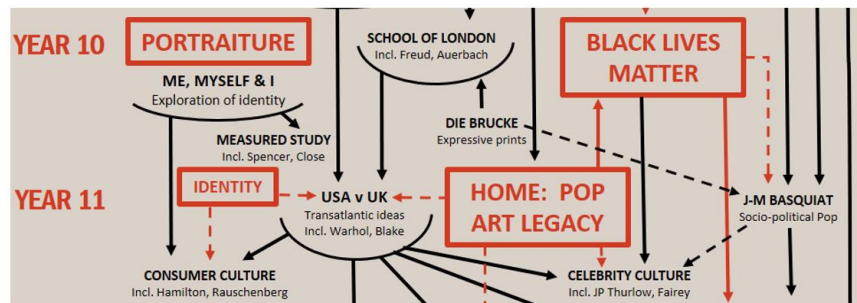 YEAR 10
PORTRAITURE
SCHOOL OF LONDON
Incl. Freud, Auerbach
BLACK LIVES
MATTER
ME, MYSELF & I
Exploration of identity
MEASURED STUDY
Incl. Spencer, Close
DIE BRUCKE
Expressive prints
YEAR 11
IDENTITY
USA v UK
Transatlantic ideas
Incl. Warhol, Blake
HOME: POP
ART LEGACY
J-M BASQUIAT
Socio-political Pop
CONSUMER CULTURE
Incl. Hamilton, Rauschenberg
CELEBRITY CULTURE
Incl. JP Thurlow, Fairey